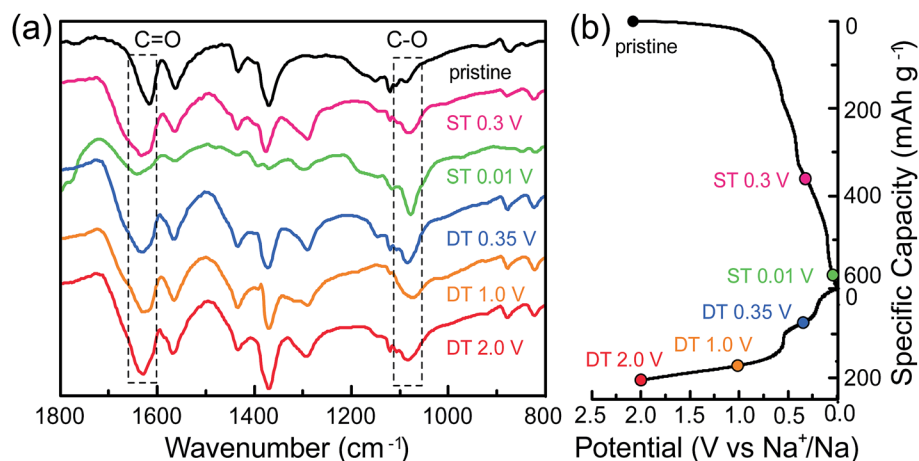 (a)
C=O
C-O
pristine
ST 0.3 V
ST 0.01 V
DT 0.35 V
DT 1.0 V
DT 2.0 V
1800 1600 1400 1200 1000 800
Wavenumber (cm⁻¹)
(b)
pristine
ST 0.3 V
ST 0.01 V
DT 0.35 V
DT 1.0 V
DT 2.0 V
0
200
400
600
0
200
Specific Capacity (mAh g⁻¹)
2.5 2.0 1.5 1.0 0.5 0.0
Potential (V vs Na⁺/Na)